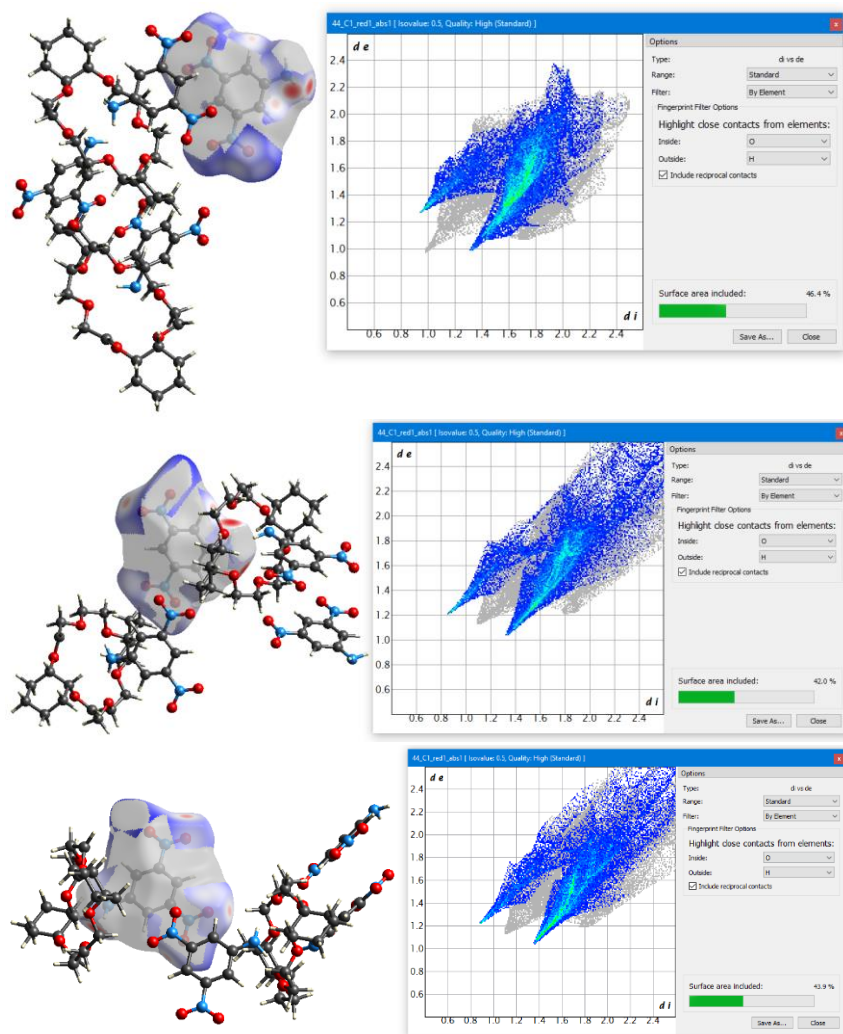 44_C1_red1_abs1 [ Isovalue: 0.5, Quality: High (Standard) ]
x
d e
2.4
2.2
2.0
1.8
1.6
1.4
1.2
1.0
0.8
0.6
0.6 0.8 1.0 1.2 1.4 1.6 1.8 2.0 2.2 2.4
d i
Options
Type: di vs de
Range: Standard
Filter: By Element
Fingerprint Filter Options
Highlight close contacts from elements:
Inside: O
Outside: H
Include reciprocal contacts
Surface area included: 46.4 %
Save As... Close
44_C1_red1_abs1 [ Isovalue: 0.5, Quality: High (Standard) ]
x
d e
2.4
2.2
2.0
1.8
1.6
1.4
1.2
1.0
0.8
0.6
0.6 0.8 1.0 1.2 1.4 1.6 1.8 2.0 2.2 2.4
d i
Options
Type: di vs de
Range: Standard
Filter: By Element
Fingerprint Filter Options
Highlight close contacts from elements:
Inside: O
Outside: H
Include reciprocal contacts
Surface area included: 42.0 %
Save As... Close
44_C1_red1_abs1 [ Isovalue: 0.5, Quality: High (Standard) ]
x
d e
2.4
2.2
2.0
1.8
1.6
1.4
1.2
1.0
0.8
0.6
0.6 0.8 1.0 1.2 1.4 1.6 1.8 2.0 2.2 2.4
d i
Options
Type: di vs de
Range: Standard
Filter: By Element
Fingerprint Filter Options
Highlight close contacts from elements:
Inside: O
Outside: H
Include reciprocal contacts
Surface area included: 43.9 %
Save As... Close